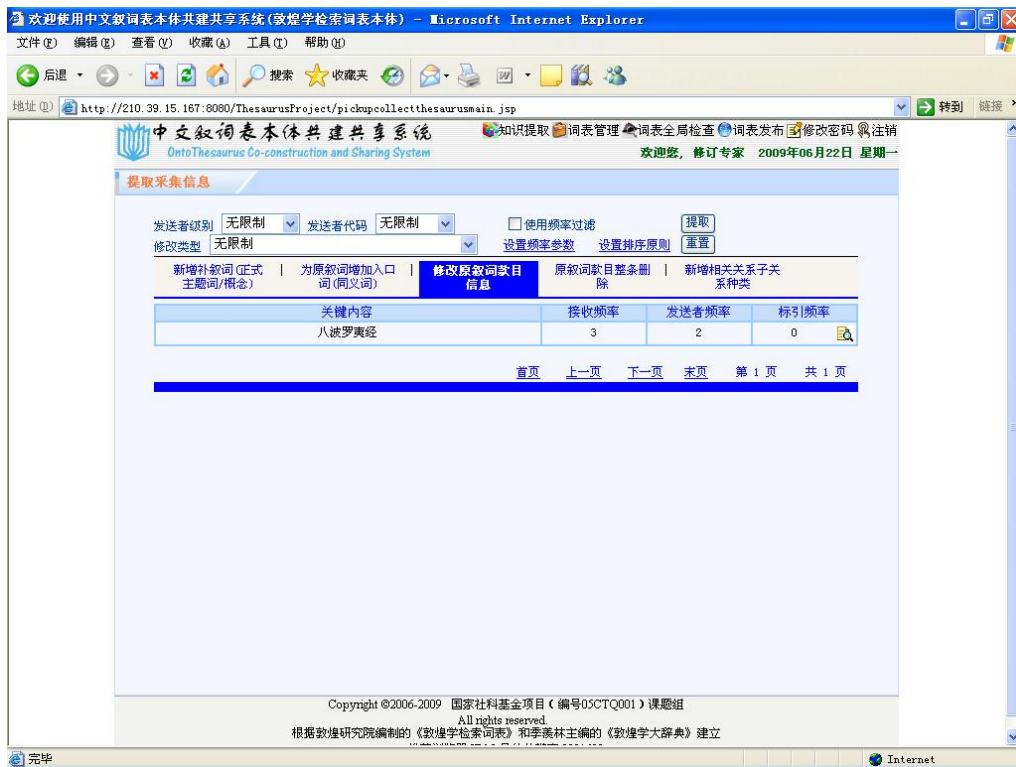 欢迎使用中文叙词表本体共建共享系统(敦煌学检索词表本体) - Microsoft Internet Explorer
文件(F) 编辑(E) 查看(V) 收藏(A) 工具(T) 帮助(H)
后退 搜索 收藏夹
地址(D) http://210.39.15.167:8080/ThesaurusProject/pickupcollectthesaurusmain.jsp 转到 链接 »
中文叙词表本体共建共享系统 知识提取 词表管理 词表全局检查 词表发布 修改密码 注销
OntoThesaurus Co-construction and Sharing System 欢迎您, 修订专家 2009年06月22日 星期一
提取采集信息
发送者级别 无限制 发送者代码 无限制 使用频率过滤 提取
修改类型 无限制 设置频率参数 设置排序原则 重置
新增补叙词(正式 | 为原叙词增加入口 | 修改原叙词款目 原叙词款目整条删 | 新增相关关系子关
主题词/概念) 词(同义词) 信息 除 系种类
关键内容 接收频率 发送者频率 标引频率
八波罗夷经 3 2 0
首页 上一页 下一页 末页 第 1 页 共 1 页
Copyright ©2006-2009 国家社科基金项目(编号05CTQ001)课题组
All rights reserved.
根据敦煌研究院编制的《敦煌学检索词表》和季羡林主编的《敦煌学大辞典》建立
完毕 Internet